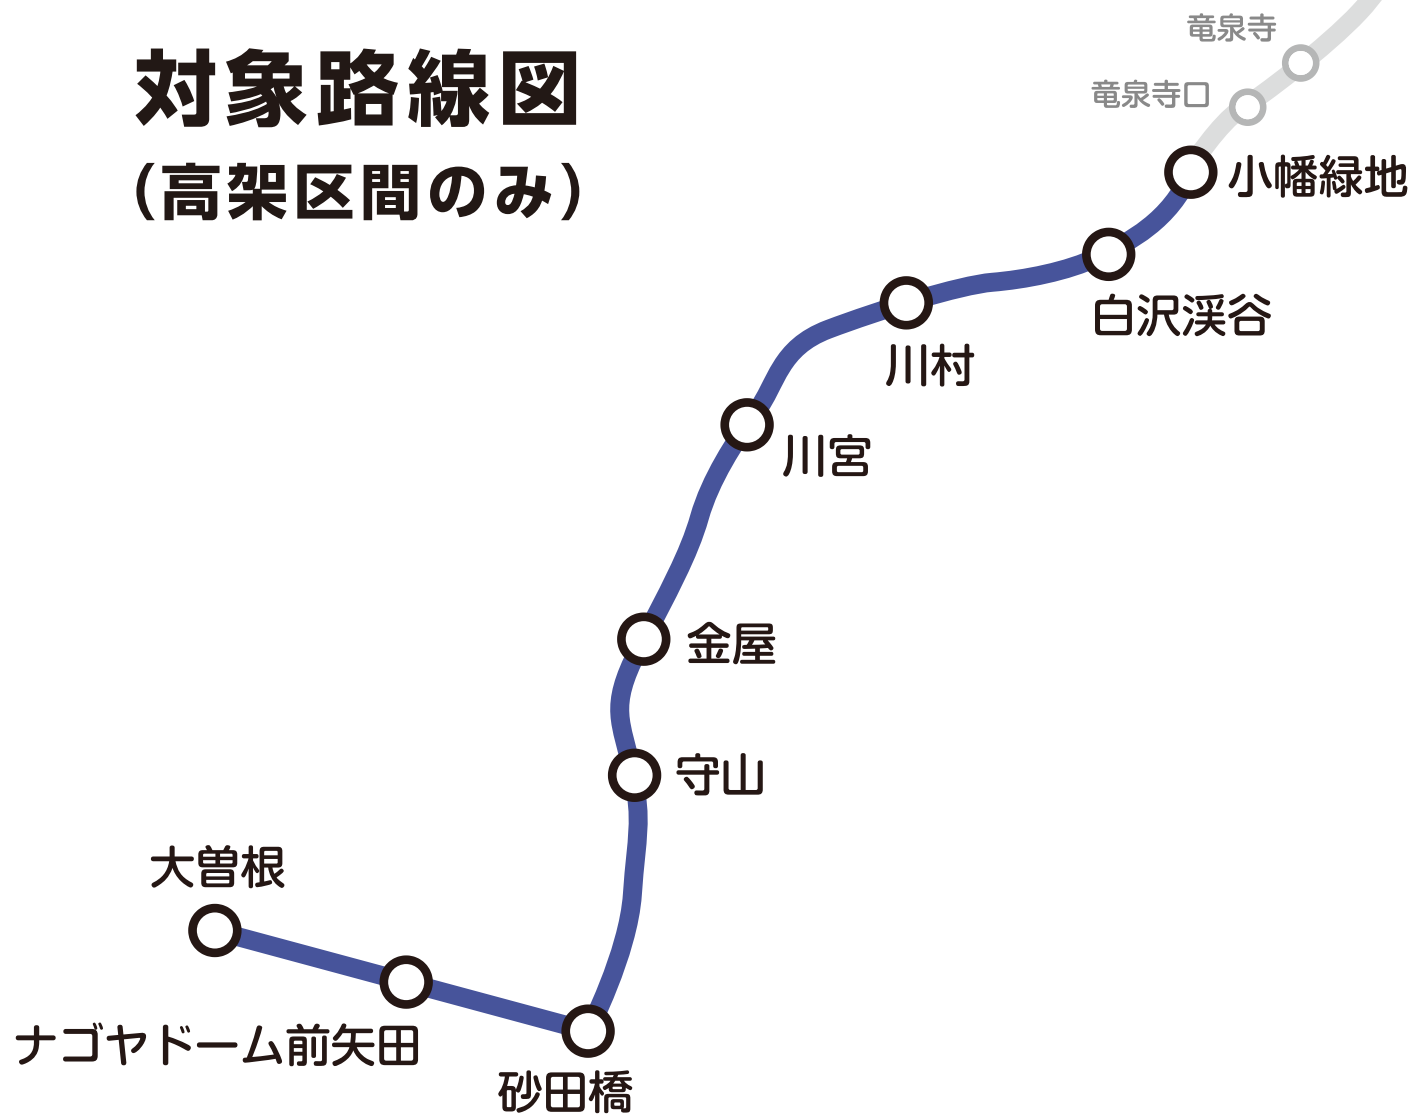 対象路線図
（高架区間のみ）
竜泉寺
竜泉寺口
小幡緑地
白沢渓谷
川村
川宮
金屋
守山
大曽根
ナゴヤドーム前矢田
砂田橋